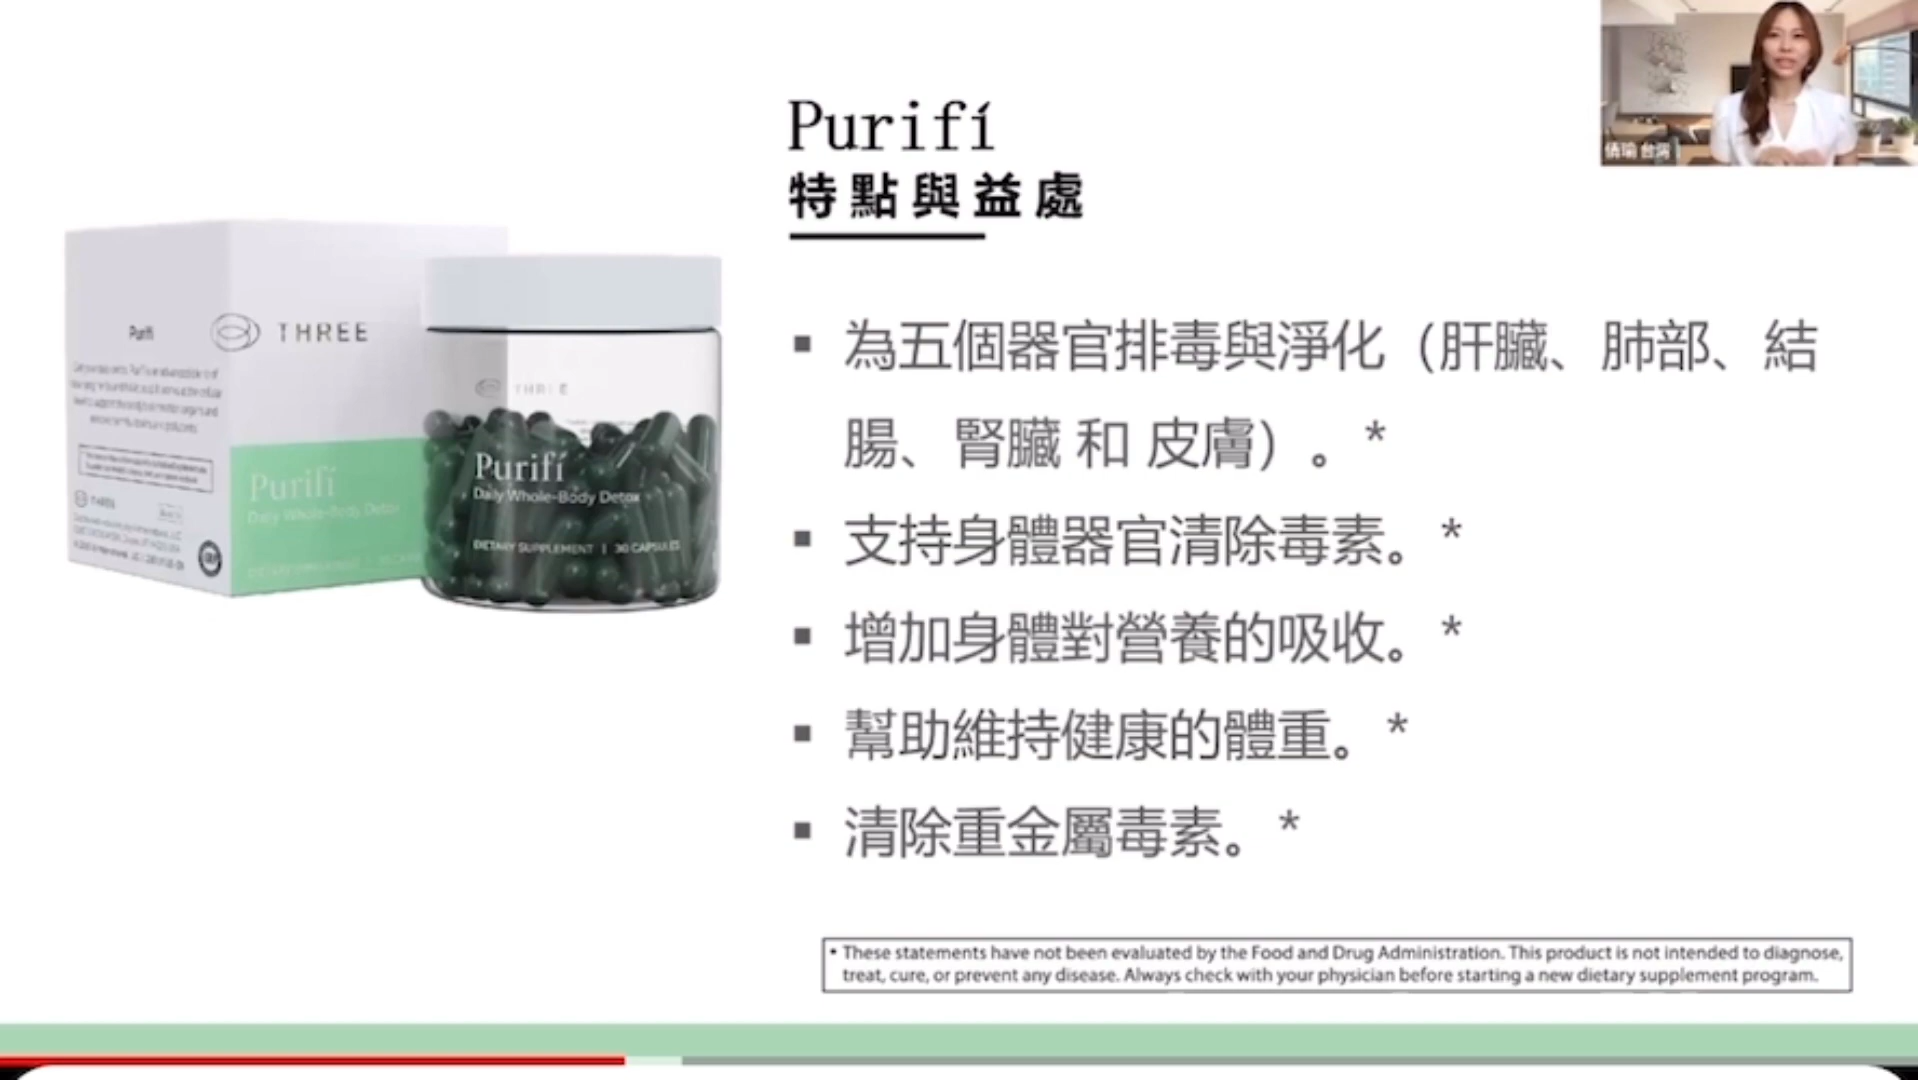 Purifí
特點與益處
▪ 為五個器官排毒與淨化（肝臟、肺部、結
腸、腎臟 和 皮膚）。*
▪ 支持身體器官清除毒素。*
▪ 增加身體對營養的吸收。*
▪ 幫助維持健康的體重。*
▪ 清除重金屬毒素。*
• These statements have not been evaluated by the Food and Drug Administration. This product is not intended to diagnose,
treat, cure, or prevent any disease. Always check with your physician before starting a new dietary supplement program.
Purifí
THREE
Purifí
Daily Whole-Body Detox
THREE
Purifí
Daily Whole-Body Detox
DIETARY SUPPLEMENT | 30 CAPSULES
台灣